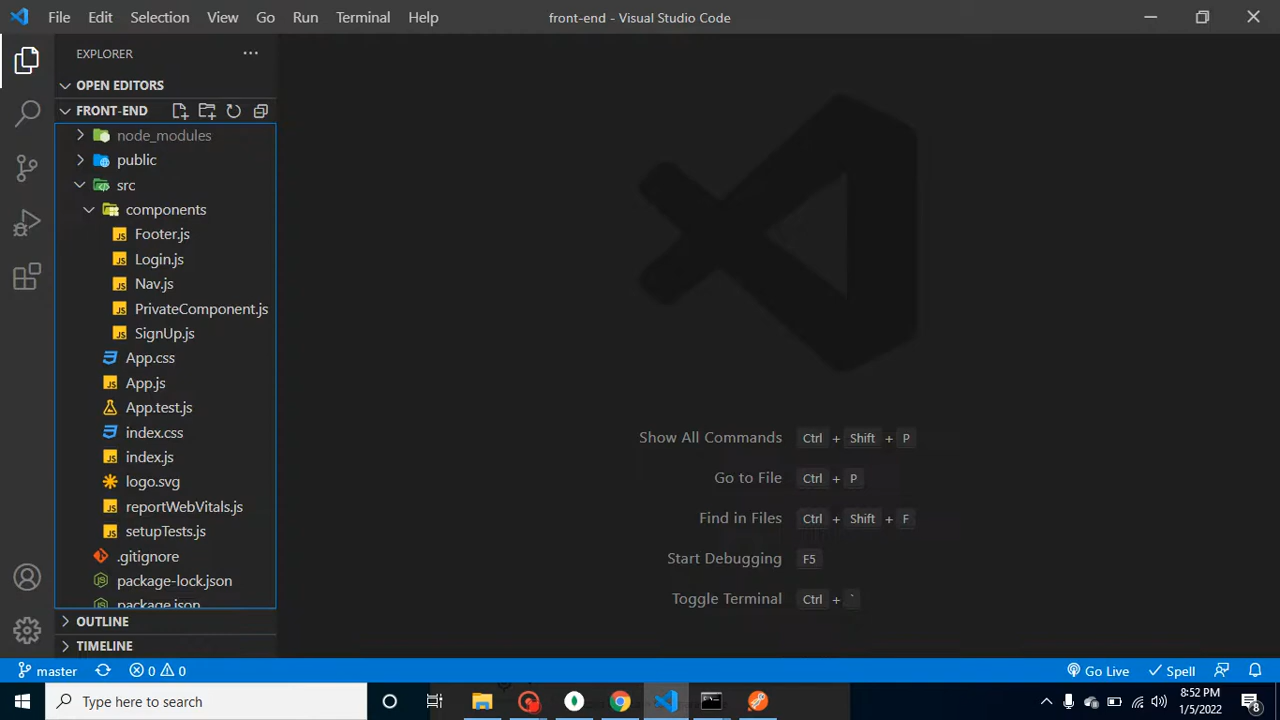 File Edit Selection View Go Run Terminal Help front-end - Visual Studio Code
EXPLORER
OPEN EDITORS
FRONT-END
node_modules
public
src
components
Footer.js
Login.js
Nav.js
PrivateComponent.js
SignUp.js
App.css
App.js
App.test.js
index.css
index.js
logo.svg
reportWebVitals.js
setupTests.js
.gitignore
package-lock.json
package.json
OUTLINE
TIMELINE
Show All Commands Ctrl + Shift + P
Go to File Ctrl + P
Find in Files Ctrl + Shift + F
Start Debugging F5
Toggle Terminal Ctrl + `
master 0 0 Go Live Spell
Type here to search
8:52 PM
1/5/2022
8